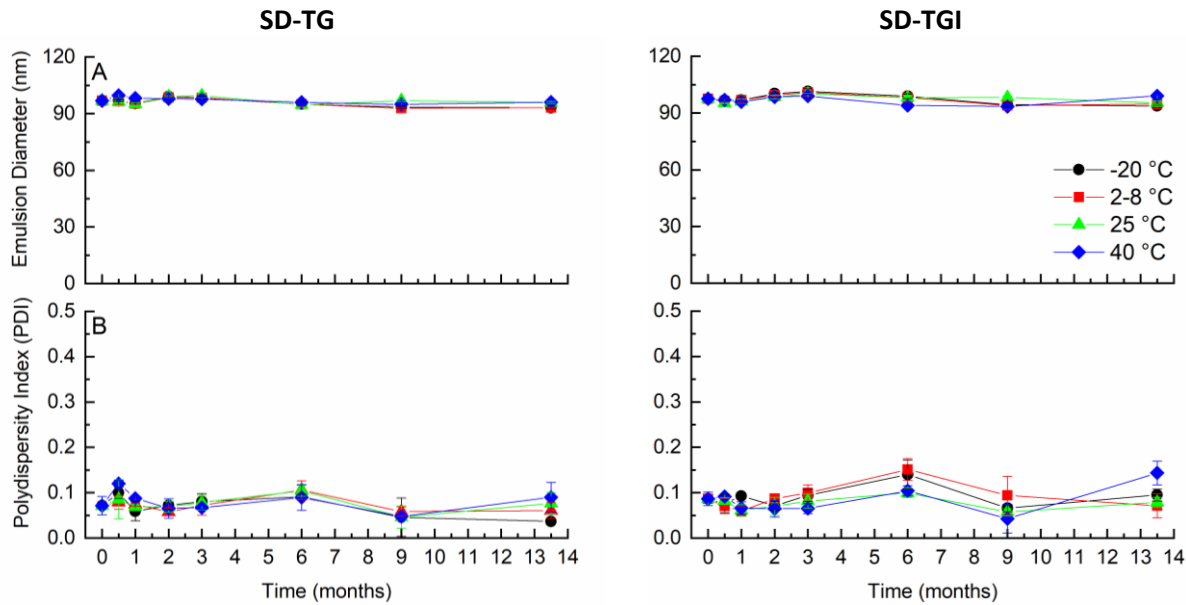 SD-TG
SD-TGI
A
Emulsion Diameter (nm)
120
90
60
30
0
120
90
60
30
0
-20 °C
2-8 °C
25 °C
40 °C
B
Polydispersity Index (PDI)
0.5
0.4
0.3
0.2
0.1
0.0
0 1 2 3 4 5 6 7 8 9 10 11 12 13 14
Time (months)
0.5
0.4
0.3
0.2
0.1
0.0
0 1 2 3 4 5 6 7 8 9 10 11 12 13 14
Time (months)